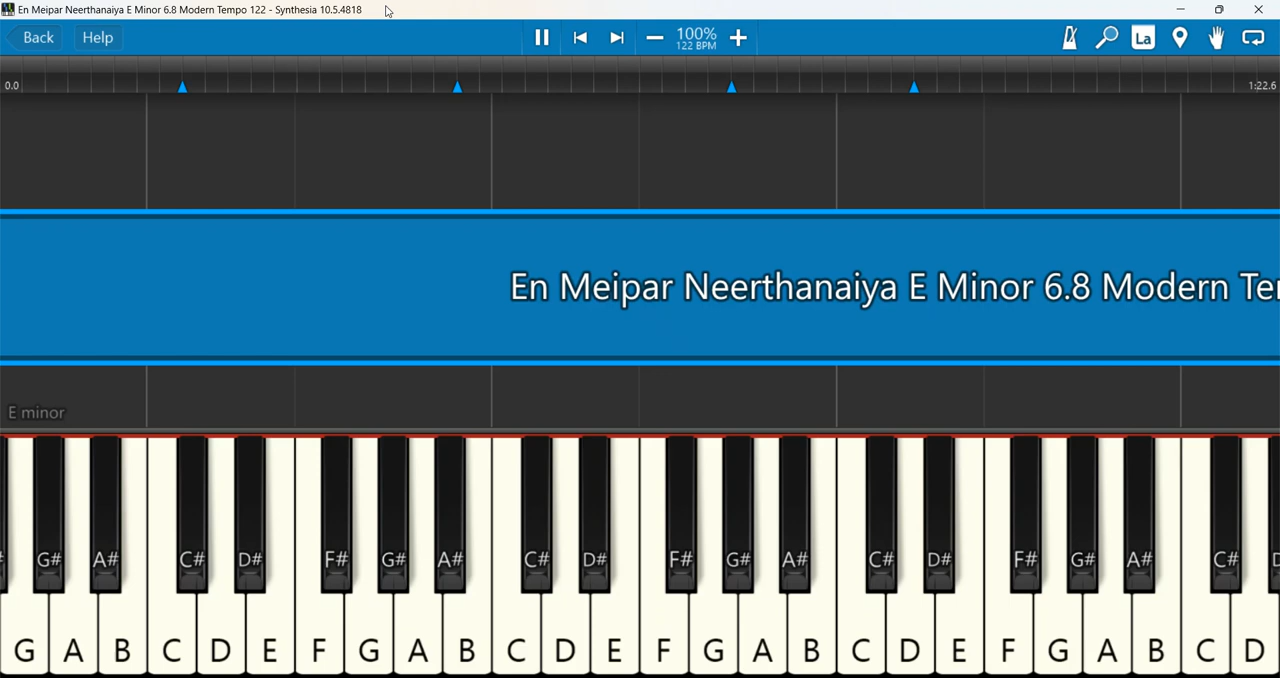 En Meipar Neerthanaiya E Minor 6.8 Modern Tempo 122 - Synthesia 10.5.4818
Back Help 100% La
122 BPM
0.0 1:22.6
En Meipar Neerthanaiya E Minor 6.8 Modern Te
E minor
G# A# C# D# F# G# A# C# D# F# G# A# C# D# F# G# A# C#
G A B C D E F G A B C D E F G A B C D E F G A B C D